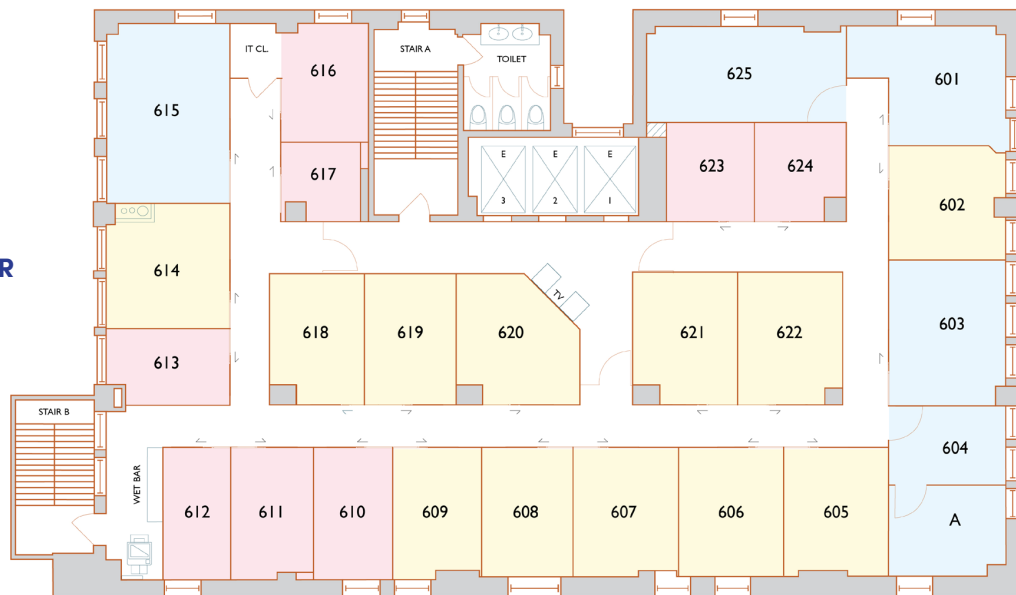 IT CL.
616
STAIR A
TOILET
625
601
615
617
E
E
E
3
2
1
623
624
602
R
614
TV
618
619
620
621
622
603
613
STAIR B
604
WET BAR
612
611
610
609
608
607
606
605
A